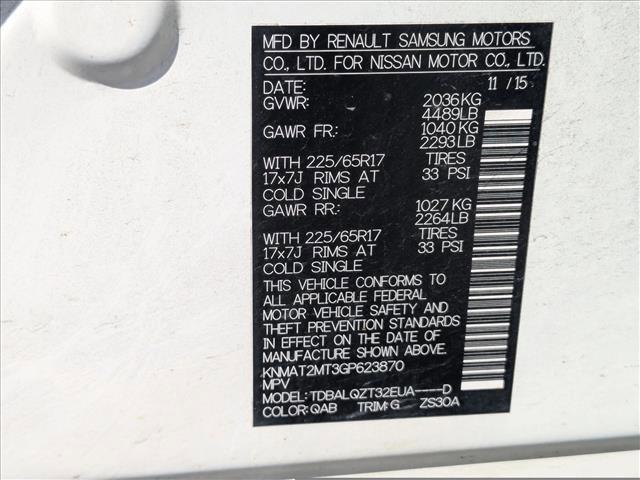 MFD BY RENAULT SAMSUNG MOTORS
CO., LTD. FOR NISSAN MOTOR CO., LTD.
DATE: 11 / 15
GVWR: 2036KG
4489LB
GAWR FR: 1040 KG
2293LB
WITH 225/65R17 TIRES
17x7J RIMS AT 33 PSI
COLD SINGLE
GAWR RR: 1027 KG
2264LB
WITH 225/65R17 TIRES
17x7J RIMS AT 33 PSI
COLD SINGLE
THIS VEHICLE CONFORMS TO
ALL APPLICABLE FEDERAL
MOTOR VEHICLE SAFETY AND
THEFT PREVENTION STANDARDS
IN EFFECT ON THE DATE OF
MANUFACTURE SHOWN ABOVE.
KNMAT2MT3GP623870
MPV
MODEL: TDBALQZT32EUA----D
COLOR: QAB TRIM: G ZS30A